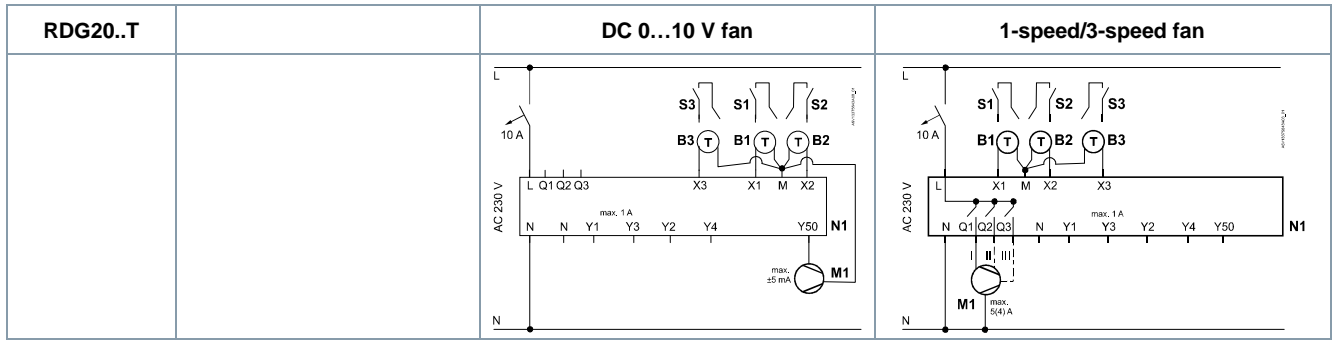 RDG20..T DC 0…10 V fan 1-speed/3-speed fan
L
S3 S1 S2
10 A
B3 T B1 T T B2
AC 230 V
L Q1 Q2 Q3 X3 X1 M X2
max. 1 A
N N Y1 Y3 Y2 Y4 Y50 N1
max.
±5 mA
M1
N
L
S1 S2 S3
10 A
B1 T T B2 T B3
AC 230 V
L X1 M X2 X3
max. 1 A
N Q1 Q2 Q3 N Y1 Y3 Y2 Y4 Y50 N1
I II III
M1
max.
5(4) A
N